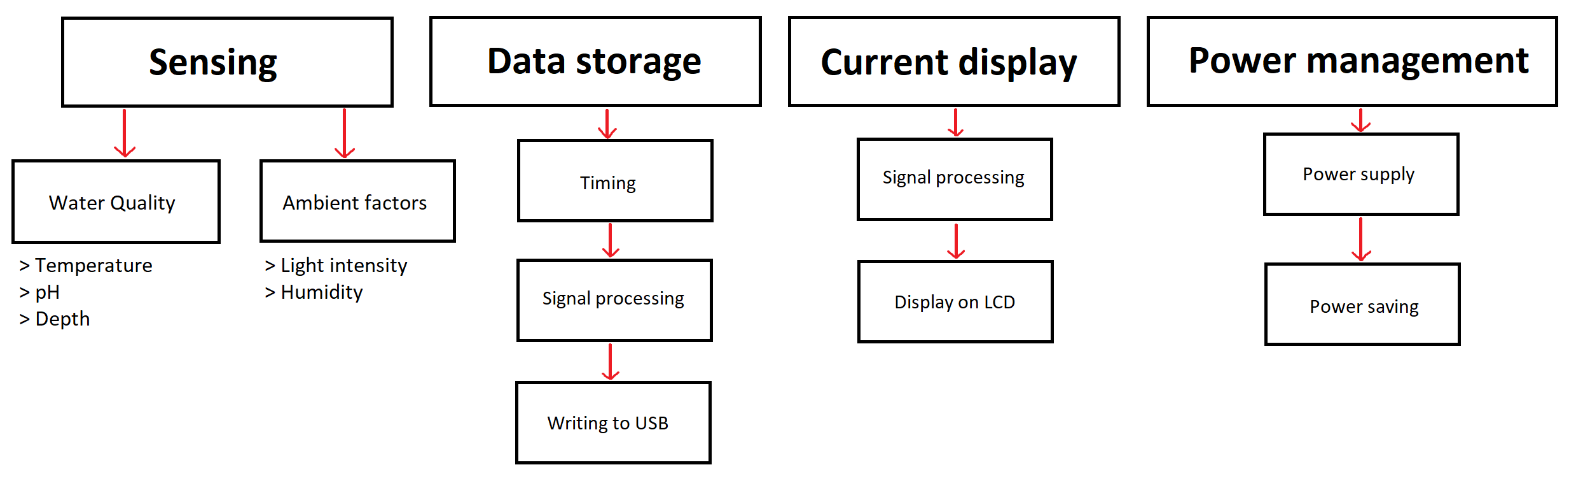 Sensing
Water Quality
> Temperature
> pH
> Depth
Ambient factors
> Light intensity
> Humidity
Data storage
Timing
Signal processing
Writing to USB
Current display
Signal processing
Display on LCD
Power management
Power supply
Power saving